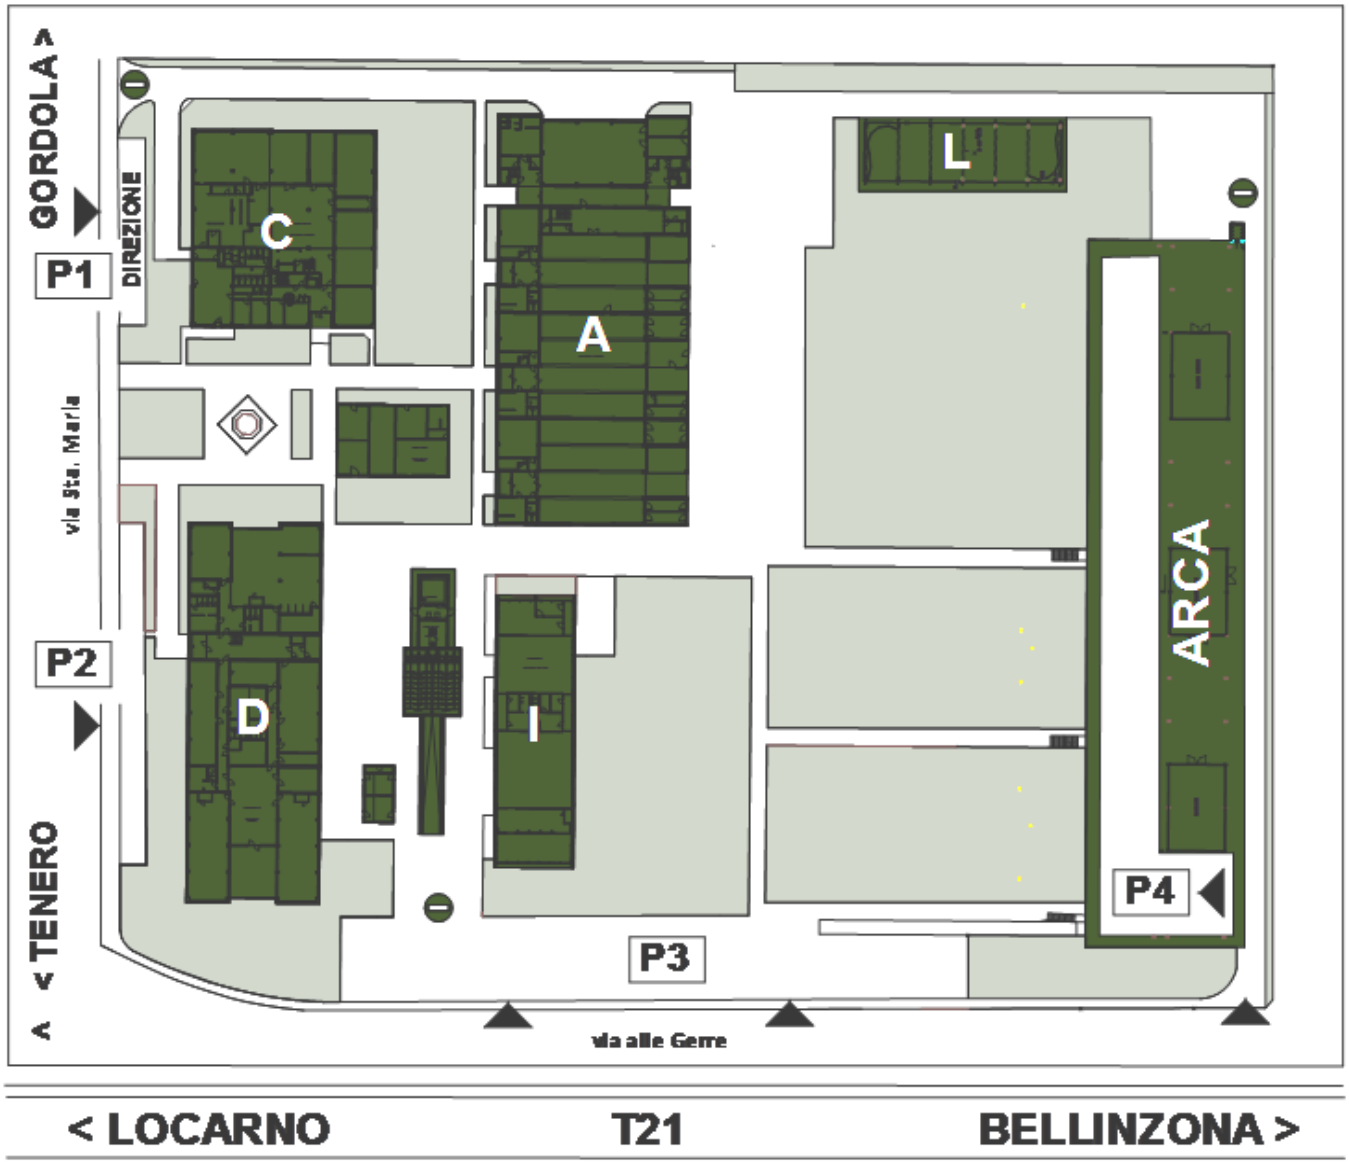 GORDOLA >
DIREZIONE
P1
C
A
L
via Sta. Maria
P2
D
I
ARCA
P4
< < TENERO
P3
via alle Gerre
< LOCARNO T21 BELLINZONA >